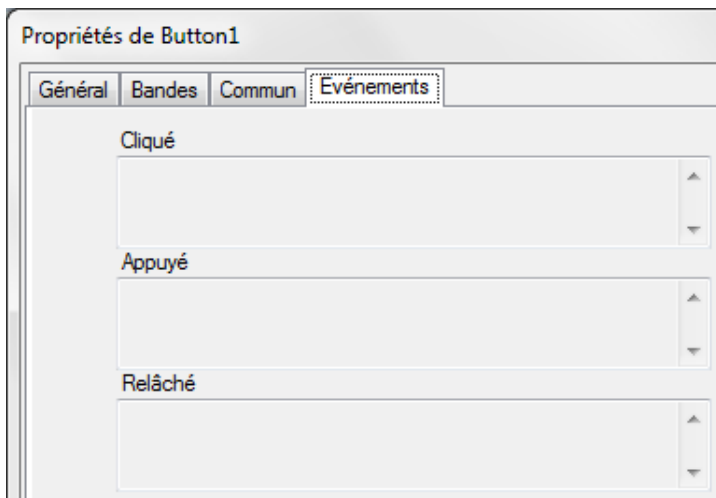 Propriétés de Button1
Général Bandes Commun Evénements
Cliqué
Appuyé
Relâché